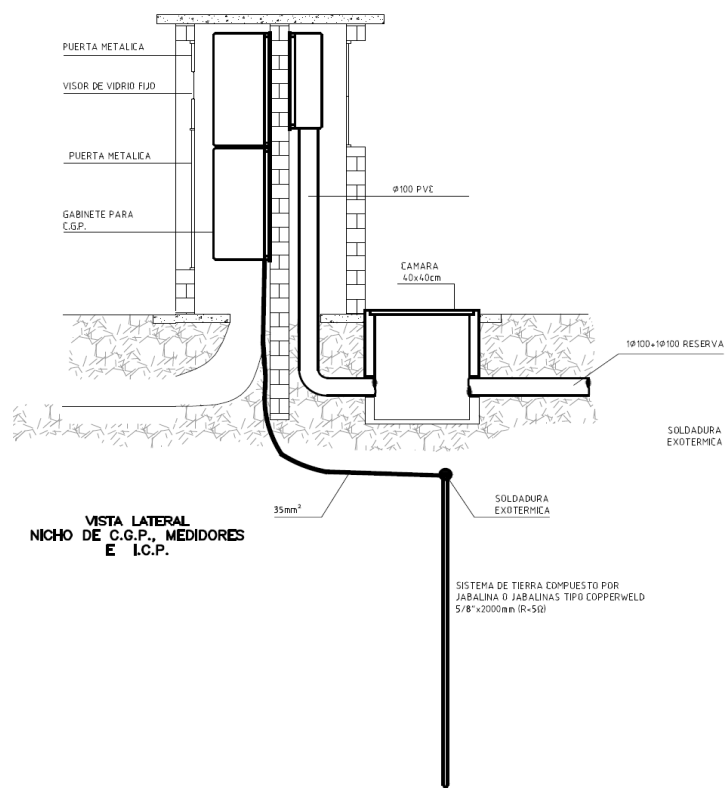 PUERTA METALICA
VISOR DE VIDRIO FIJO
PUERTA METALICA
GABINETE PARA
C.G.P.
Ø100 PVC
CAMARA
40x40cm
1Ø100+1Ø100 RESERVA
SOLDADURA
EXOTERMICA
35mm²
SOLDADURA
EXOTERMICA
VISTA LATERAL
NICHO DE C.G.P., MEDIDORES
E I.C.P.
SISTEMA DE TIERRA COMPUESTO POR
JABALINA O JABALINAS TIPO COPPERWELD
5/8"x2000mm (R<5Ω)